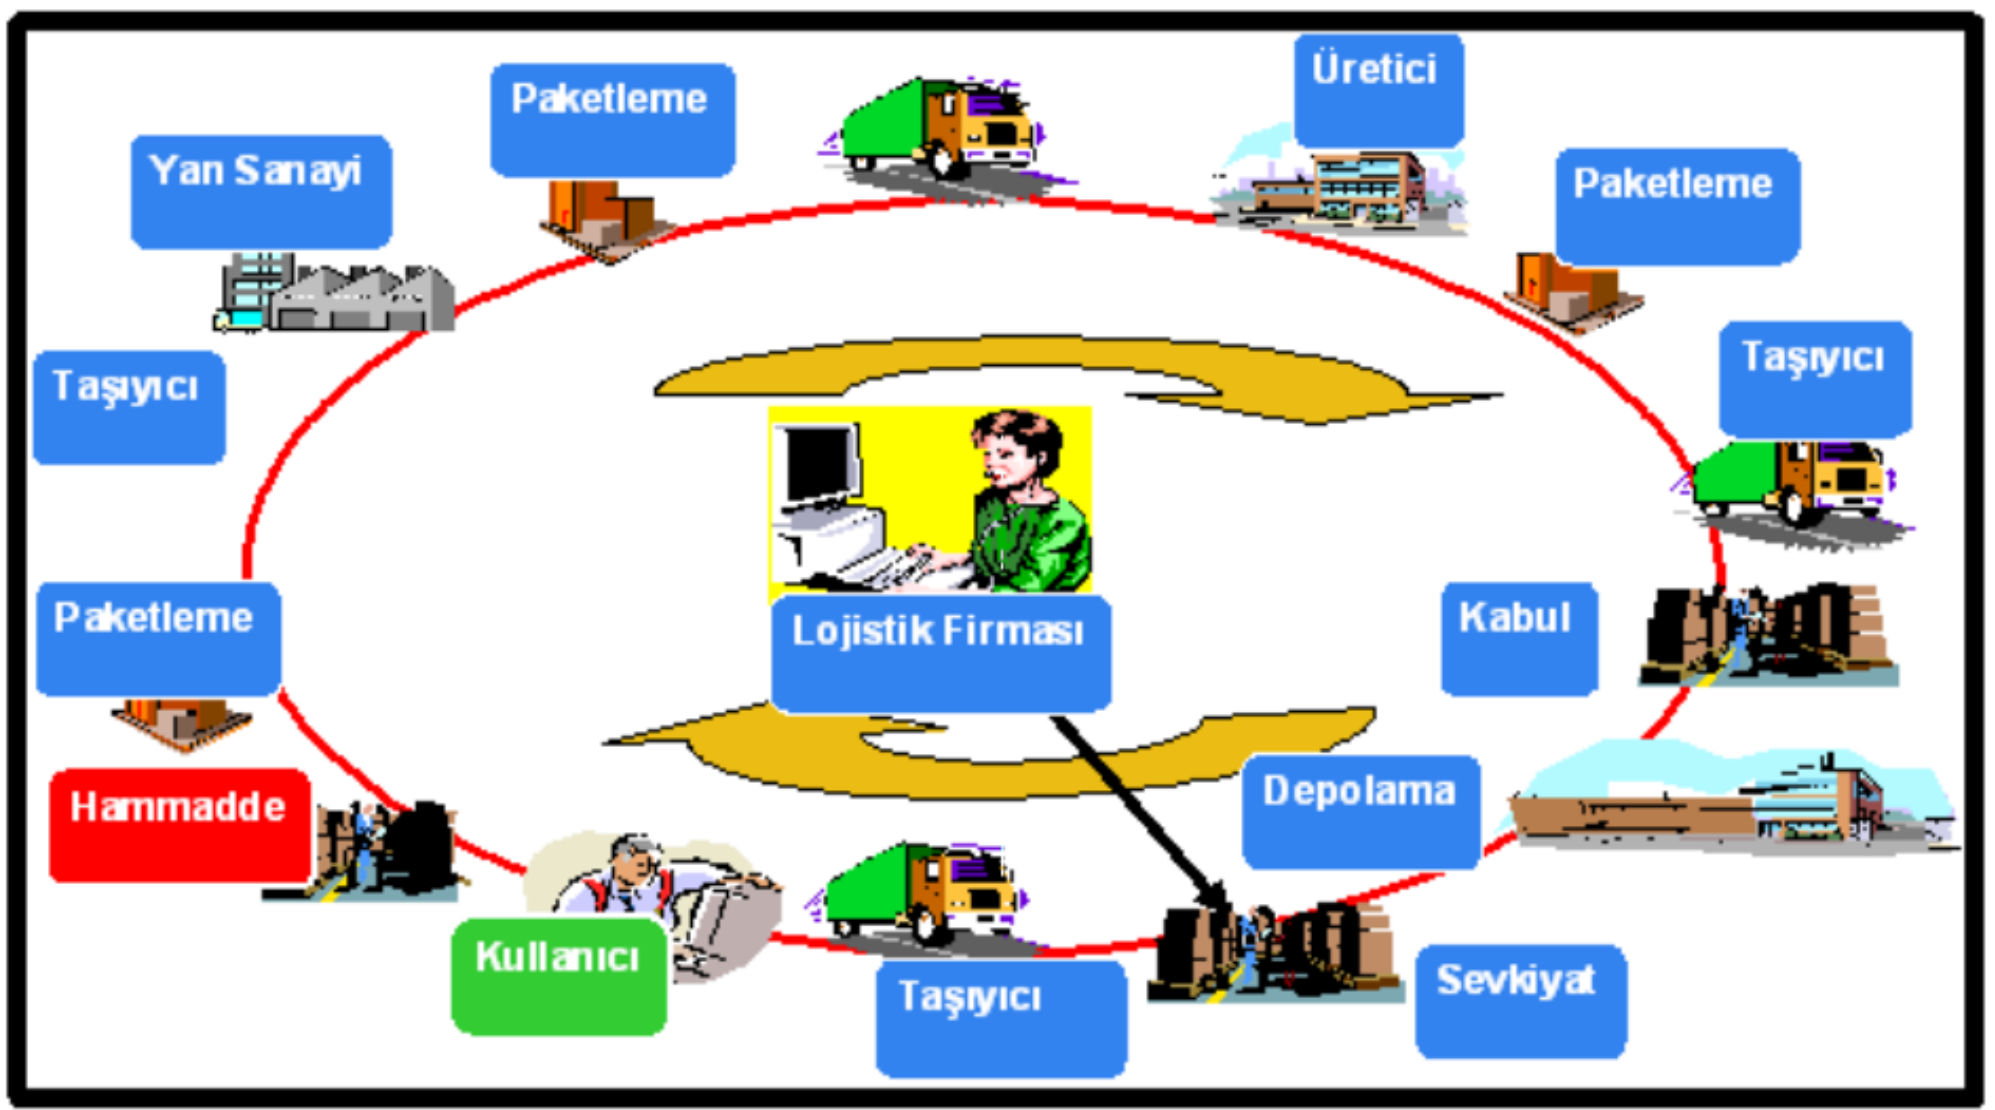 Üretici
Paketleme
Yan Sanayi
Paketleme
Taşıyıcı
Taşıyıcı
Paketleme
Lojistik Firması
Kabul
Hammadde
Depolama
Kullanıcı
Taşıyıcı
Sevkiyat